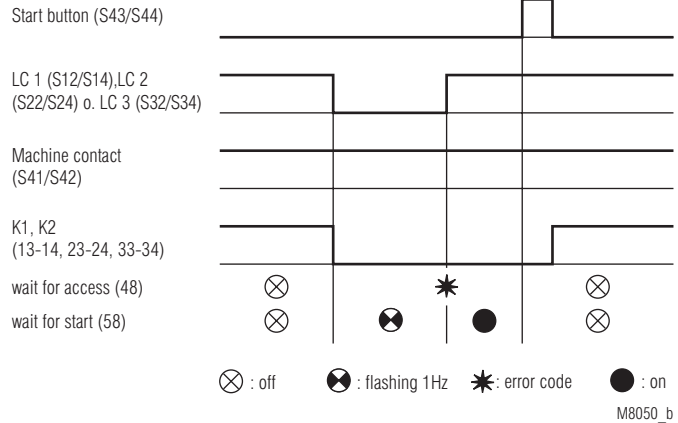 Start button (S43/S44)
LC 1 (S12/S14),LC 2
(S22/S24) o. LC 3 (S32/S34)
Machine contact
(S41/S42)
K1, K2
(13-14, 23-24, 33-34)
wait for access (48)
wait for start (58)
: off : flashing 1Hz : error code : on
M8050_b